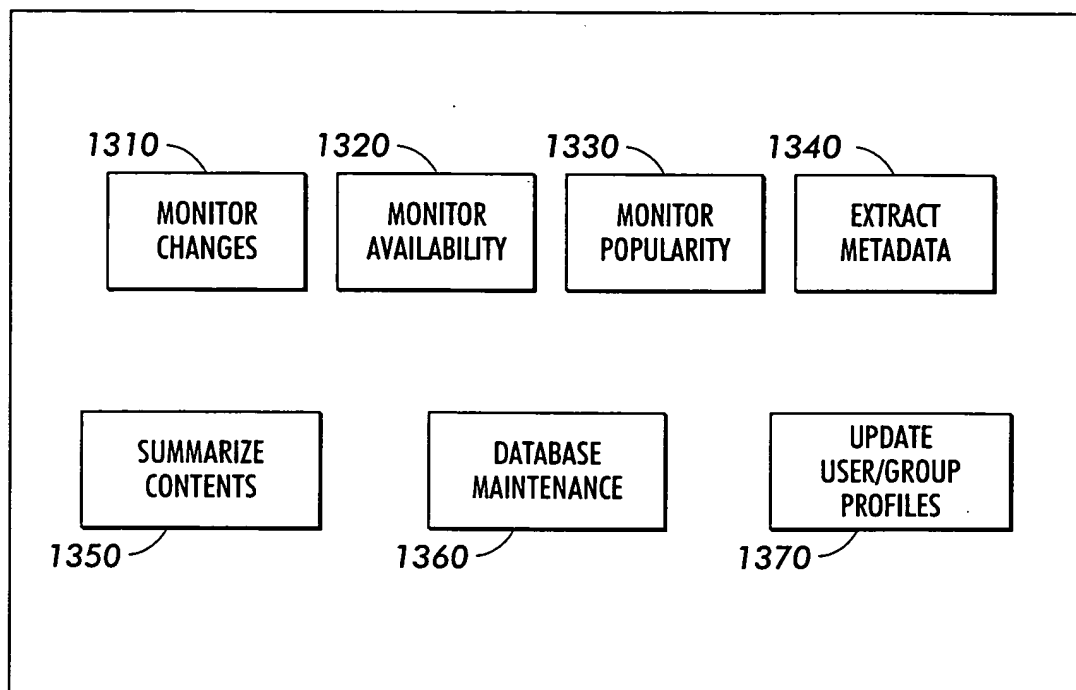 1310
1320
1330
1340
MONITOR
CHANGES
MONITOR
AVAILABILITY
MONITOR
POPULARITY
EXTRACT
METADATA
SUMMARIZE
CONTENTS
DATABASE
MAINTENANCE
UPDATE
USER/GROUP
PROFILES
1350
1360
1370